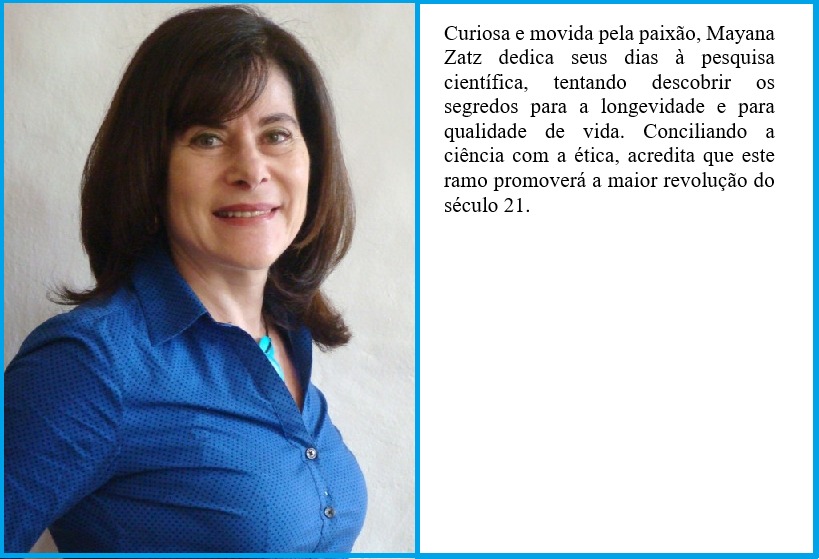 Curiosa e movida pela paixão, Mayana
Zatz dedica seus dias à pesquisa
científica, tentando descobrir os
segredos para a longevidade e para
qualidade de vida. Conciliando a
ciência com a ética, acredita que este
ramo promoverá a maior revolução do
século 21.